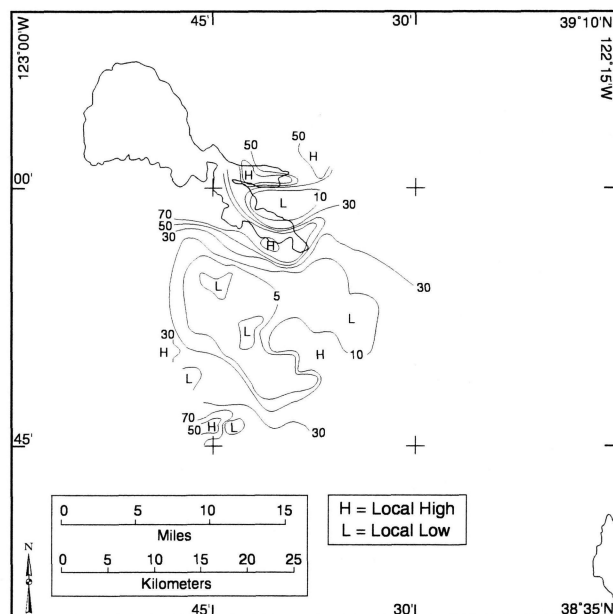 45' 30' 39°10'N
123°00'W
122°15'W
50
50
H
H
00'
L
10
30
70
50
30
H
L
5
30
L
L
30
H
H
10
L
70
50
H
L
30
45'
0 5 10 15
Miles
0 5 10 15 20 25
Kilometers
H = Local High
L = Local Low
N
45' 30' 38°35'N